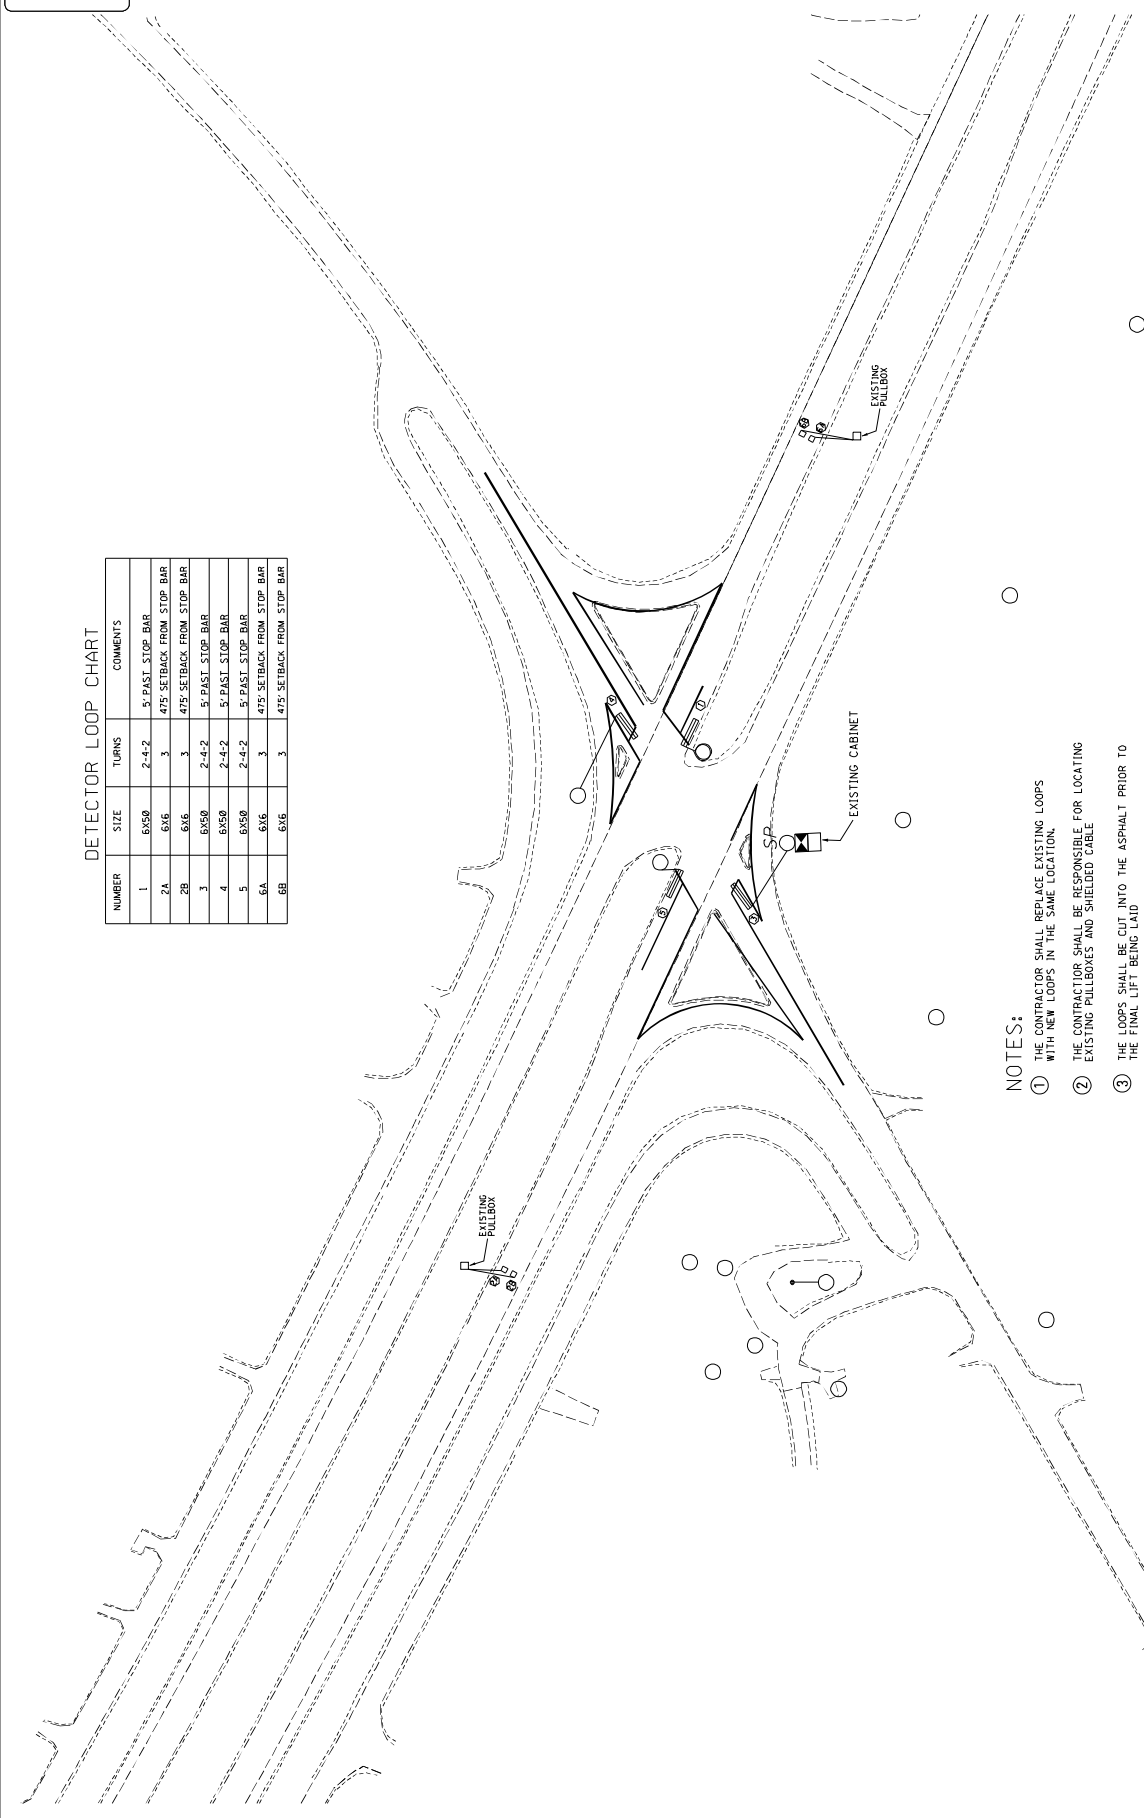 DETECTOR LOOP CHART
NUMBER SIZE TURNS COMMENTS
1 6X50 2-4-2 5' PAST STOP BAR
2A 6X6 3 475' SETBACK FROM STOP BAR
2B 6X6 3 475' SETBACK FROM STOP BAR
3 6X50 2-4-2 5' PAST STOP BAR
4 6X50 2-4-2 5' PAST STOP BAR
5 6X50 2-4-2 5' PAST STOP BAR
6A 6X6 3 475' SETBACK FROM STOP BAR
6B 6X6 3 475' SETBACK FROM STOP BAR
EXISTING
PULLBOX
4
1
5
3
SP
EXISTING CABINET
EXISTING
PULLBOX
NOTES:
1 THE CONTRACTOR SHALL REPLACE EXISTING LOOPS
WITH NEW LOOPS IN THE SAME LOCATION.
2 THE CONTRACTIOR SHALL BE RESPONSIBLE FOR LOCATING
EXISTING PULLBOXES AND SHIELDED CABLE
3 THE LOOPS SHALL BE CUT INTO THE ASPHALT PRIOR TO
THE FINAL LIFT BEING LAID